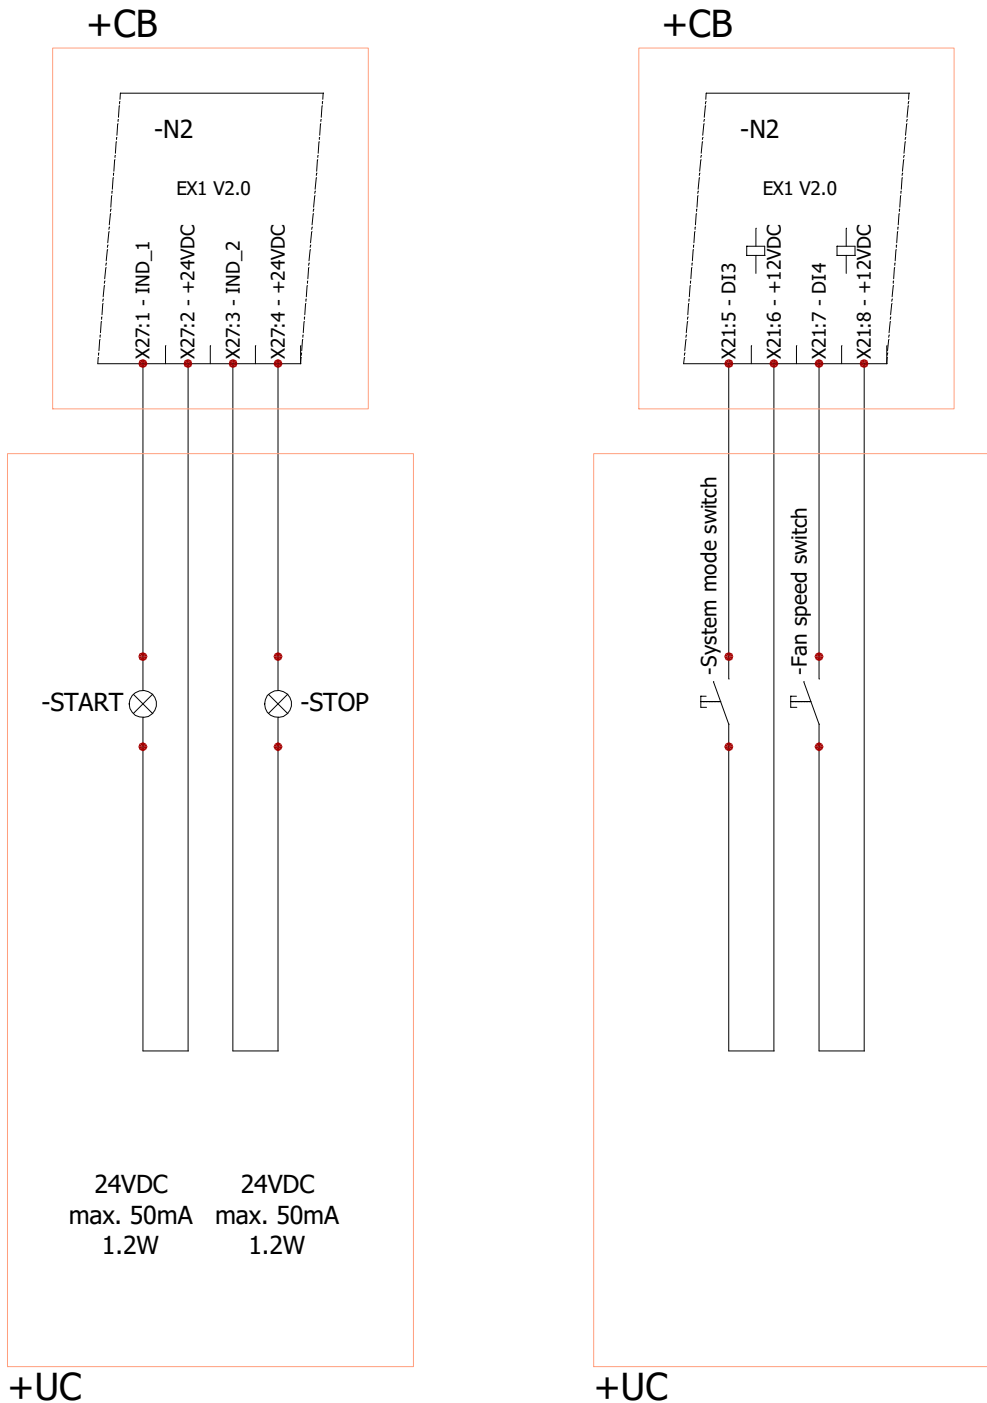 +CB
-N2
EX1 V2.0
X27:1 - IND_1
X27:2 - +24VDC
X27:3 - IND_2
X27:4 - +24VDC
-START
-STOP
24VDC
max. 50mA
1.2W
24VDC
max. 50mA
1.2W
+UC
+CB
-N2
EX1 V2.0
X21:5 - DI3
X21:6 - +12VDC
X21:7 - DI4
X21:8 - +12VDC
-System mode switch
-Fan speed switch
+UC